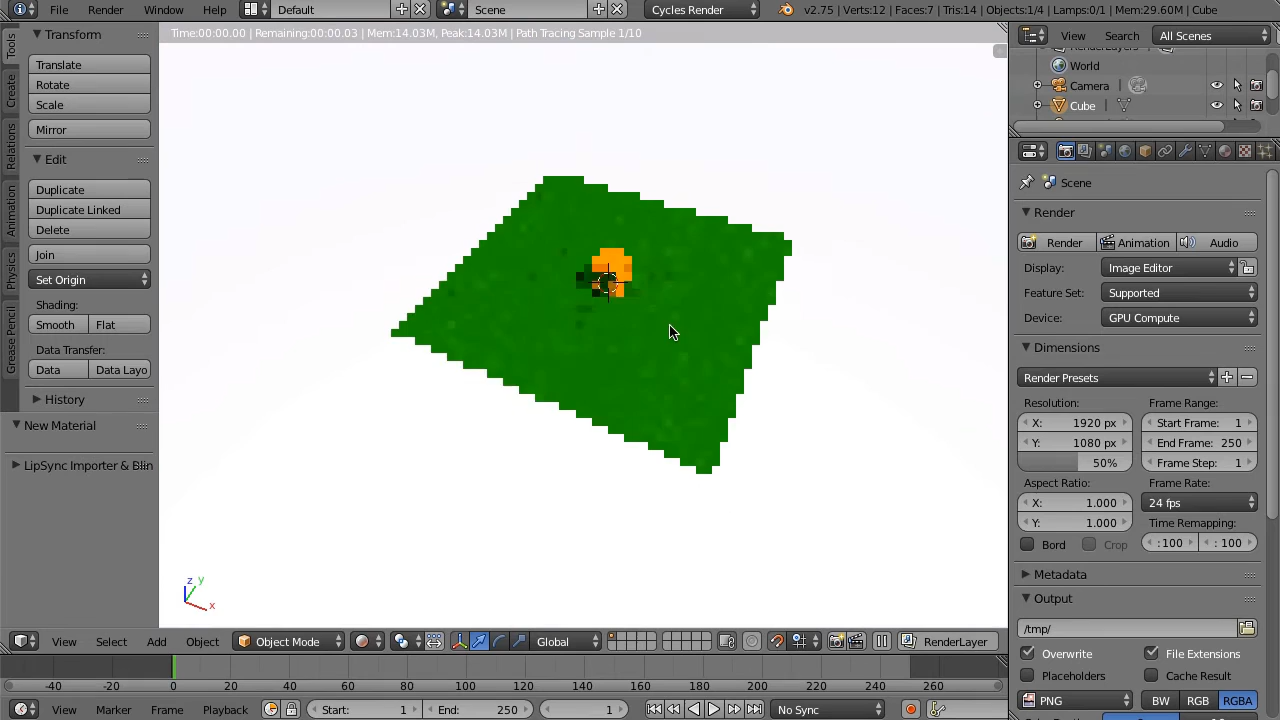 File Render Window Help Default Scene Cycles Render v2.75 | Verts:12 | Faces:7 | Tris:14 | Objects:1/4 | Lamps:0/1 | Mem:29.60M | Cube
Time:00:00.00 | Remaining:00:00.03 | Mem:14.03M, Peak:14.03M | Path Tracing Sample 1/10
Tools
Create
Relations
Animation
Physics
Grease Pencil
Transform
Translate
Rotate
Scale
Mirror
Edit
Duplicate
Duplicate Linked
Delete
Join
Set Origin
Shading:
Smooth Flat
Data Transfer:
Data Data Layo
History
New Material
LipSync Importer & Blin
z y
x
View Search All Scenes
RenderLayers
World
Camera
Cube
Scene
Render
Render Animation Audio
Display: Image Editor
Feature Set: Supported
Device: GPU Compute
Dimensions
Render Presets
Resolution: Frame Range:
X: 1920 px Start Frame: 1
Y: 1080 px End Frame: 250
50% Frame Step: 1
Aspect Ratio: Frame Rate:
X: 1.000 24 fps
Y: 1.000 Time Remapping:
Bord Crop :100 : 100
Metadata
Output
/tmp/
Overwrite File Extensions
Placeholders Cache Result
PNG BW RGB RGBA
View Select Add Object Object Mode Global RenderLayer
-40 -20 0 20 40 60 80 100 120 140 160 180 200 220 240 260
View Marker Frame Playback Start: 1 End: 250 1 No Sync